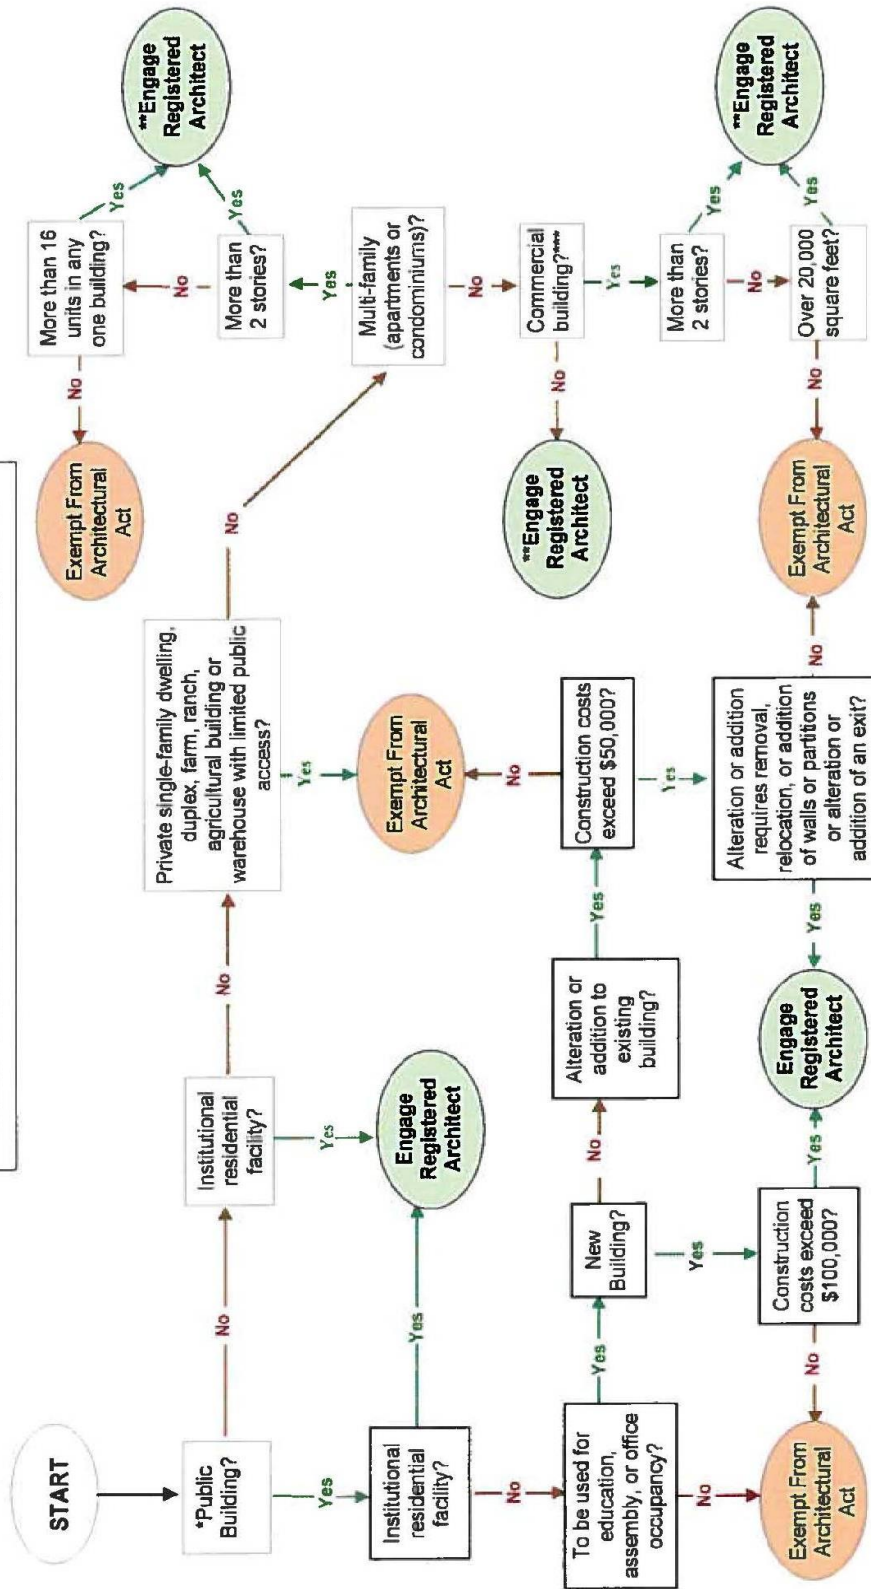 START
*Public
Building?
No
Institutional
residential
facility?
No
Private single-family dwelling,
duplex, farm, ranch,
agricultural building or
warehouse with limited public
access?
No
Multi-family
(apartments or
condominiums)?
Yes
More than
2 stories?
Yes
No
More than 16
units in any
one building?
Yes
**Engage
Registered
Architect
No
Exempt From
Architectural
Act
No
Commercial
building?***
No
**Engage
Registered
Architect
Yes
More than
2 stories?
Yes
No
Over 20,000
square feet?
Yes
**Engage
Registered
Architect
No
Exempt From
Architectural
Act
Yes
Exempt From
Architectural
Act
Yes
Engage
Registered
Architect
Yes
Institutional
residential
facility?
Yes
No
To be used for
education,
assembly, or office
occupancy?
No
Exempt From
Architectural
Act
Yes
New
Building?
Yes
Construction
costs exceed
$100,000?
No
Yes
Engage
Registered
Architect
No
Alteration or
addition to
existing
building?
Yes
Construction costs
exceed $50,000?
No
Yes
Alteration or addition
requires removal,
relocation, or addition
of walls or partitions
or alteration or
addition of an exit?
Yes
No